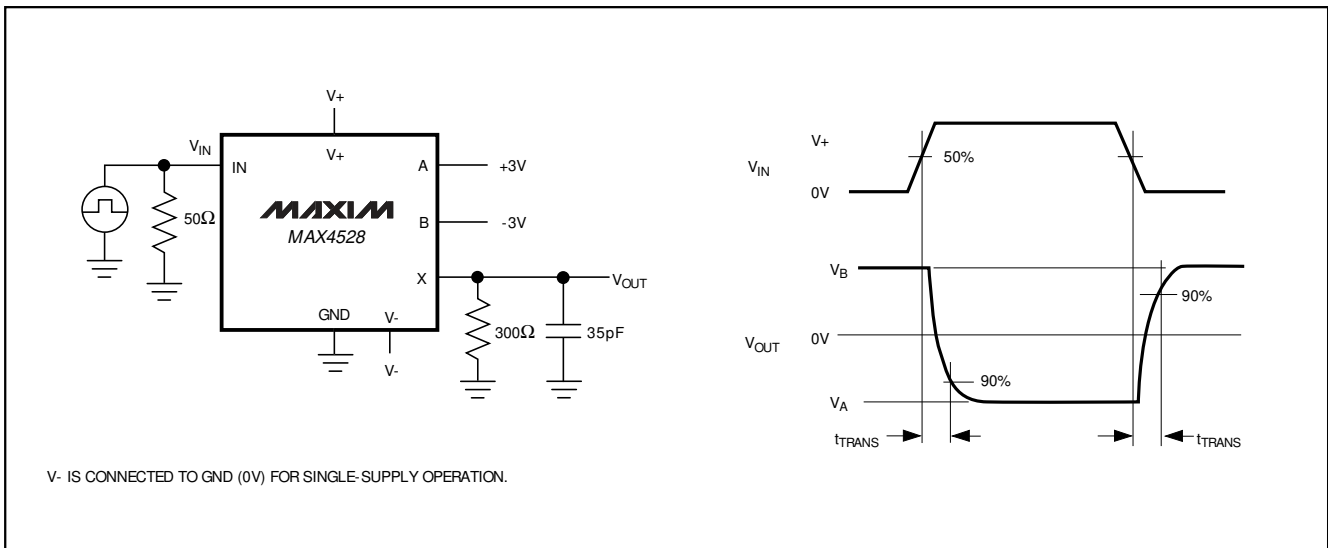 V+
V+
VIN
IN
A
+3V
50Ω
MAXIM
MAX4528
B
-3V
X
VOUT
GND
V-
300Ω
35pF
V-
V- IS CONNECTED TO GND (0V) FOR SINGLE-SUPPLY OPERATION.
V+
VIN
50%
0V
VB
90%
VOUT
0V
90%
VA
tTRANS
tTRANS